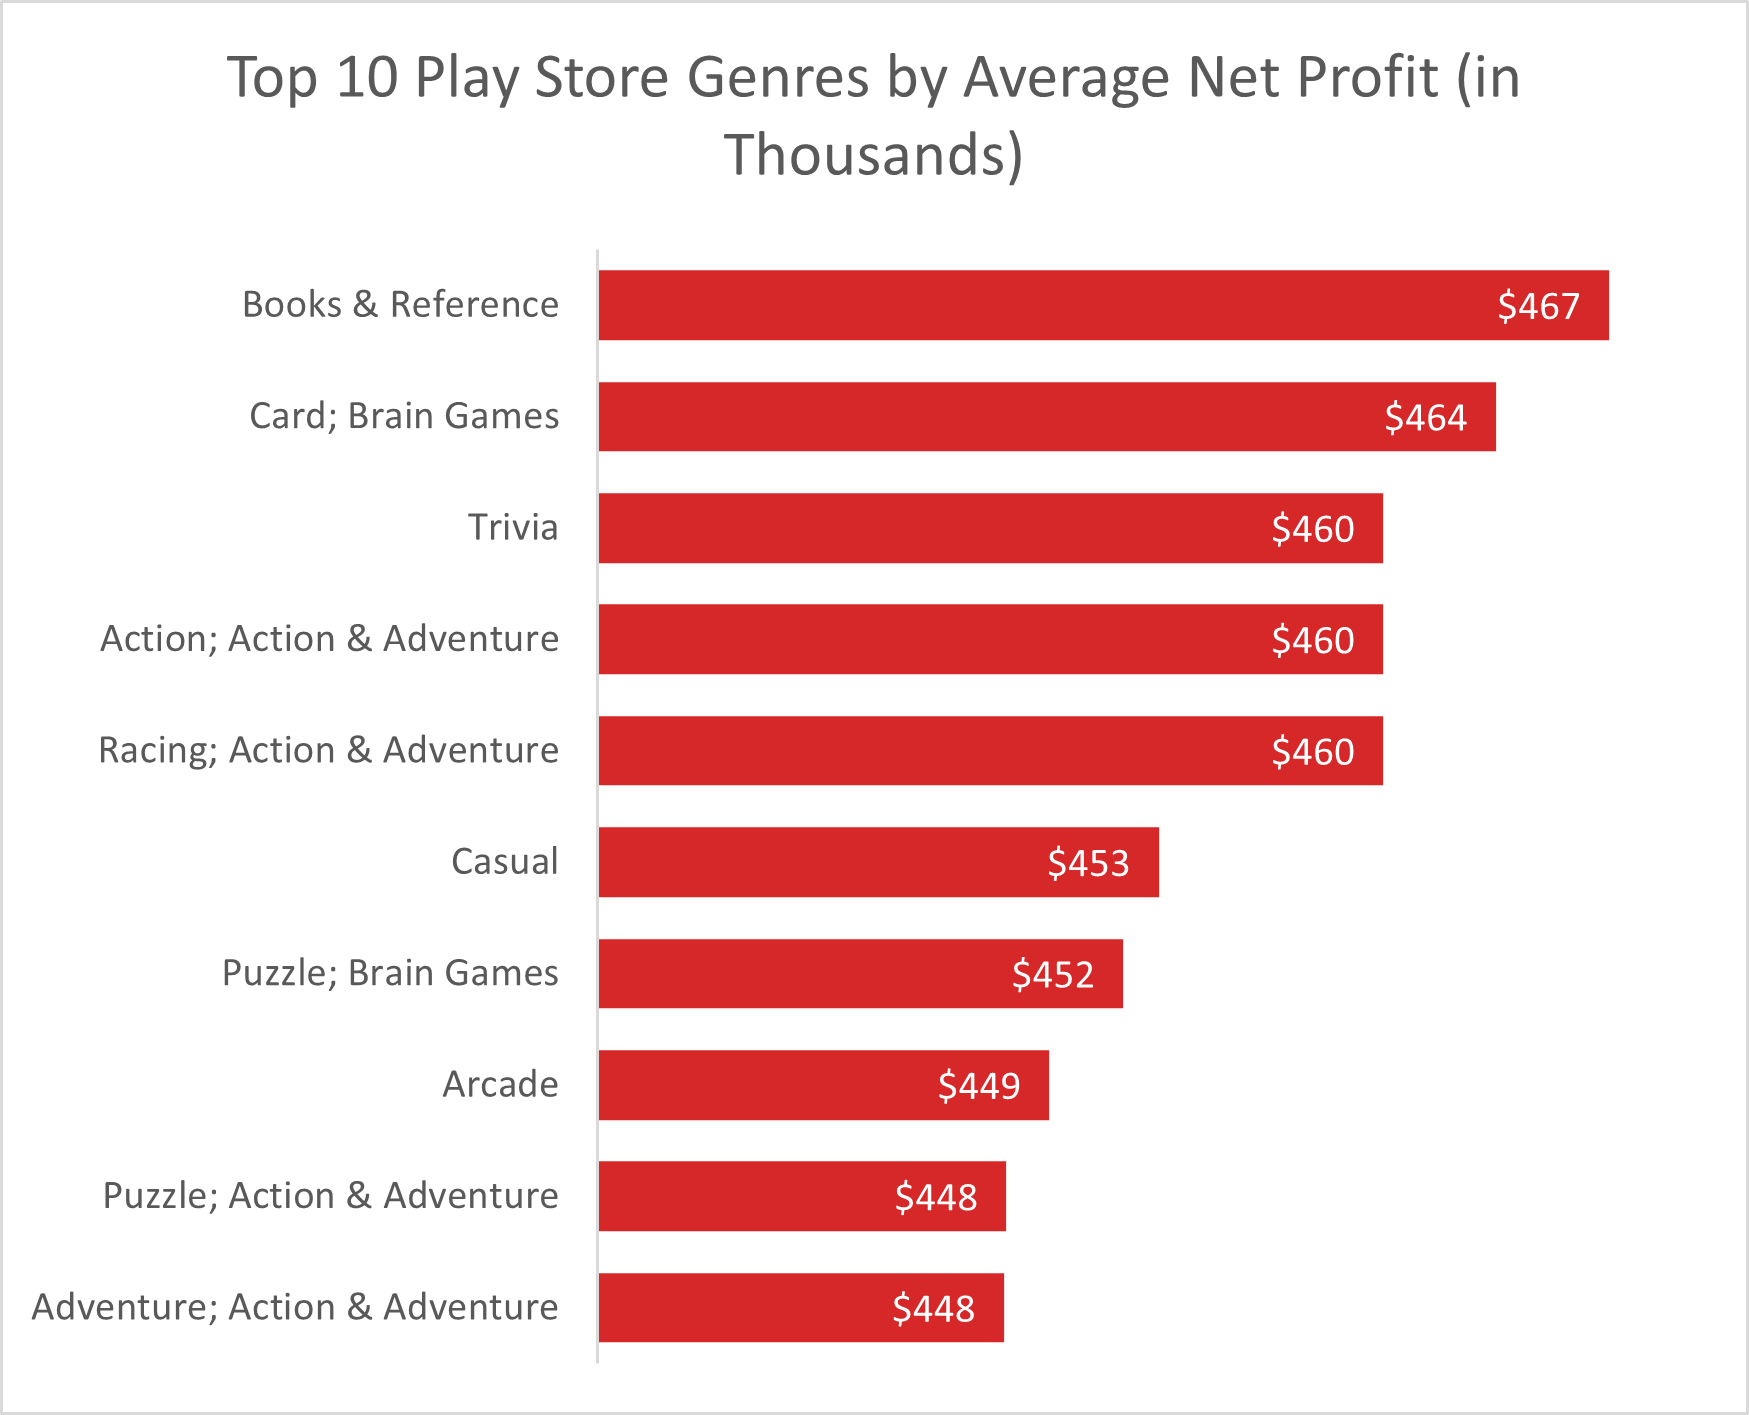 Top 10 Play Store Genres by Average Net Profit (in
Thousands)
Books & Reference $467
Card; Brain Games $464
Trivia $460
Action; Action & Adventure $460
Racing; Action & Adventure $460
Casual $453
Puzzle; Brain Games $452
Arcade $449
Puzzle; Action & Adventure $448
Adventure; Action & Adventure $448